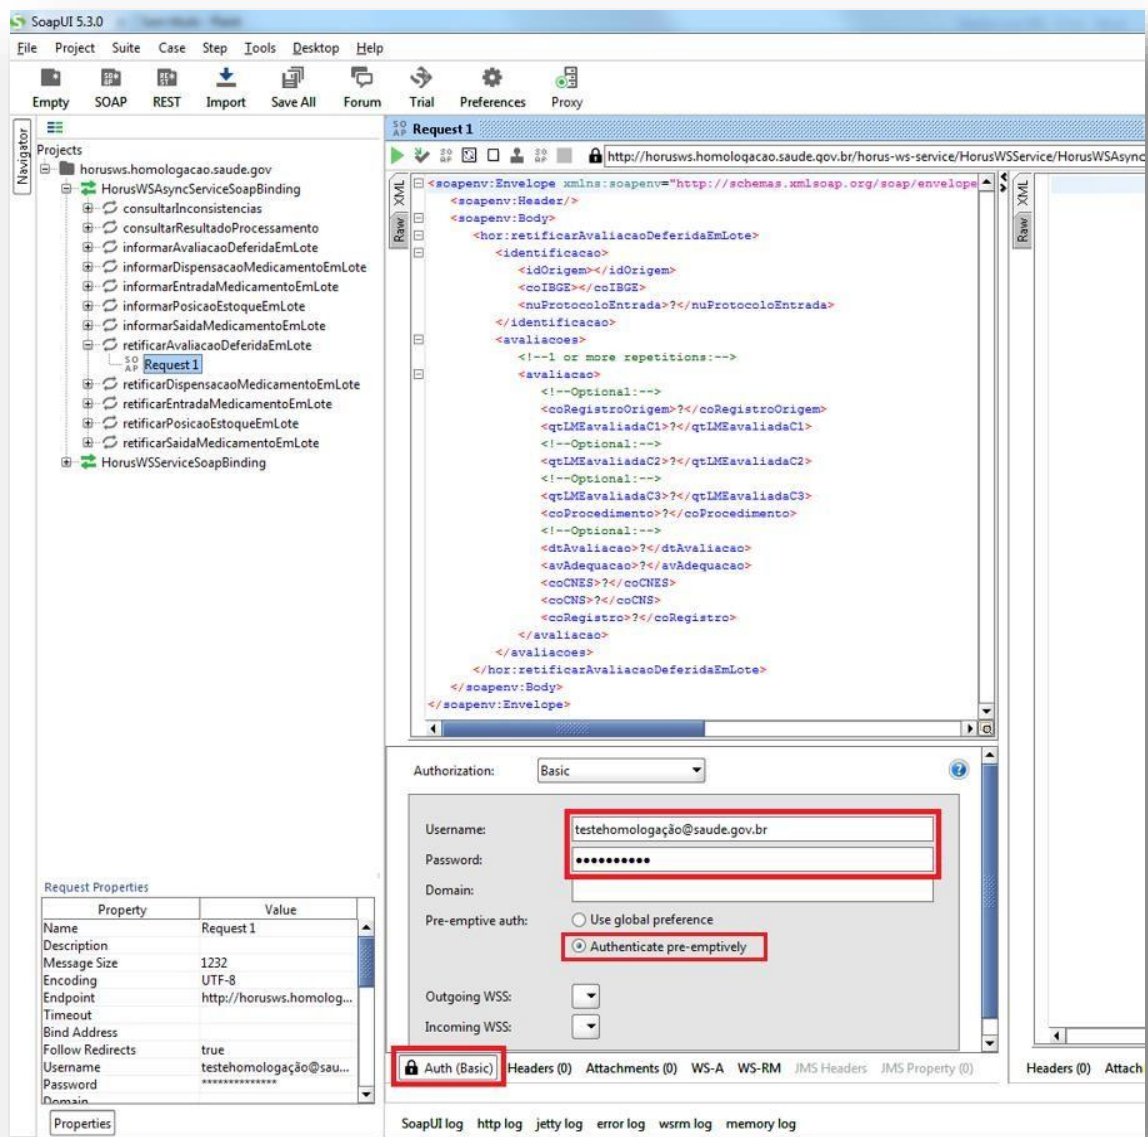 SoapUI 5.3.0
File Project Suite Case Step Tools Desktop Help
Empty SOAP REST Import Save All Forum Trial Preferences Proxy
Navigator
Projects
horusws.homologacao.saude.gov
HorusWSAsyncServiceSoapBinding
consultarInconsistencias
consultarResultadoProcessamento
informarAvaliacaoDeferidaEmLote
informarDispensacaoMedicamentoEmLote
informarEntradaMedicamentoEmLote
informarPosicaoEstoqueEmLote
informarSaidaMedicamentoEmLote
retificarAvaliacaoDeferidaEmLote
SOAP Request 1
retificarDispensacaoMedicamentoEmLote
retificarEntradaMedicamentoEmLote
retificarPosicaoEstoqueEmLote
retificarSaidaMedicamentoEmLote
HorusWSServiceSoapBinding
Request Properties
Property Value
Name Request 1
Description
Message Size 1232
Encoding UTF-8
Endpoint http://horusws.homolog...
Timeout
Bind Address
Follow Redirects true
Username testehomologação@sau...
Password **************
Domain
Properties
SOAP Request 1
http://horusws.homologacao.saude.gov.br/horus-ws-service/HorusWSService/HorusWSAsync
XML
Raw
<soapenv:Envelope xmlns:soapenv="http://schemas.xmlsoap.org/soap/envelope
<soapenv:Header/>
<soapenv:Body>
<hor:retificarAvaliacaoDeferidaEmLote>
<identificacao>
<idOrigem></idOrigem>
<coIBGE></coIBGE>
<nuProtocoloEntrada>?</nuProtocoloEntrada>
</identificacao>
<avaliacoes>
<!--1 or more repetitions:-->
<avaliacao>
<!--Optional:-->
<coRegistroOrigem>?</coRegistroOrigem>
<qtLMEavaliadaC1>?</qtLMEavaliadaC1>
<!--Optional:-->
<qtLMEavaliadaC2>?</qtLMEavaliadaC2>
<!--Optional:-->
<qtLMEavaliadaC3>?</qtLMEavaliadaC3>
<coProcedimento>?</coProcedimento>
<!--Optional:-->
<dtAvaliacao>?</dtAvaliacao>
<avAdequacao>?</avAdequacao>
<coCNES>?</coCNES>
<coCNS>?</coCNS>
<coRegistro>?</coRegistro>
</avaliacao>
</avaliacoes>
</hor:retificarAvaliacaoDeferidaEmLote>
</soapenv:Body>
</soapenv:Envelope>
XML
Raw
Authorization: Basic
Username: testehomologação@saude.gov.br
Password: ●●●●●●●●●●
Domain:
Pre-emptive auth: Use global preference
Authenticate pre-emptively
Outgoing WSS:
Incoming WSS:
Auth (Basic) Headers (0) Attachments (0) WS-A WS-RM JMS Headers JMS Property (0)
Headers (0) Attach
SoapUI log http log jetty log error log wsrm log memory log